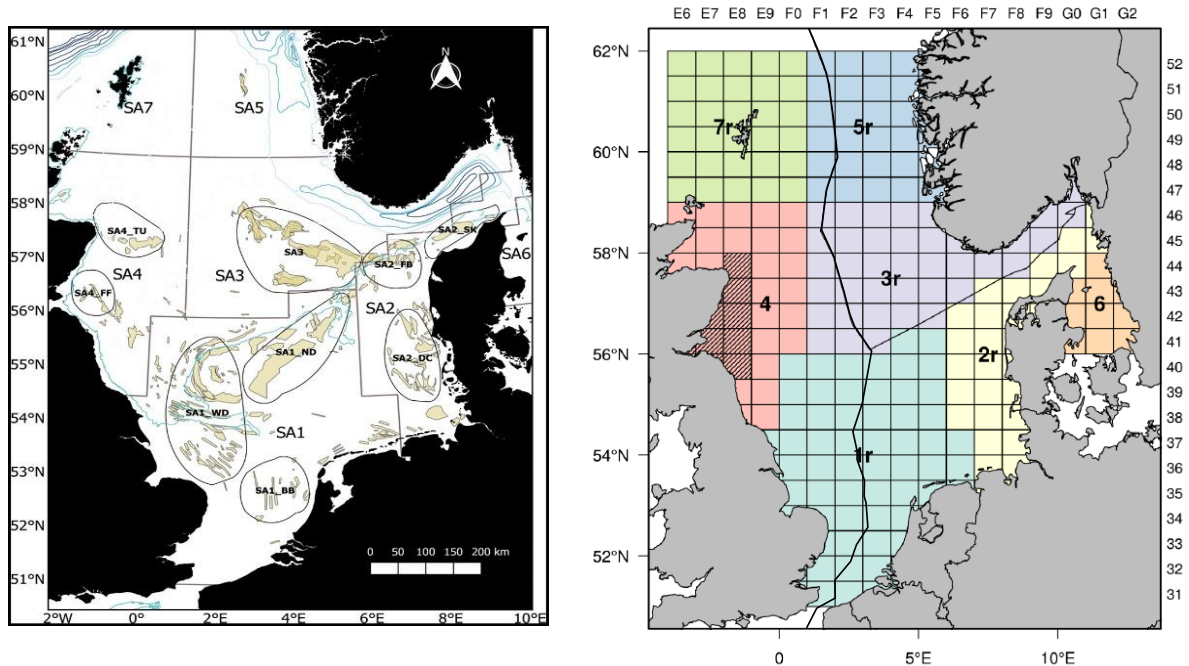 61°N
60°N
59°N
58°N
57°N
56°N
55°N
54°N
53°N
52°N
51°N
2°W
0°
2°E
4°E
6°E
8°E
10°E
N
SA7
SA5
SA4_TU
SA2_SK
SA3
SA2_FB
SA6
SA4
SA3
SA4_FF
SA2
SA1_ND
SA2_DC
SA1_WD
SA1
SA1_BB
0 50 100 150 200 km
E6 E7 E8 E9 F0 F1 F2 F3 F4 F5 F6 F7 F8 F9 G0 G1 G2
62°N
60°N
58°N
56°N
54°N
52°N
52
51
50
49
48
47
46
45
44
43
42
41
40
39
38
37
36
35
34
33
32
31
7r
5r
3r
4
6
2r
1r
0
5°E
10°E